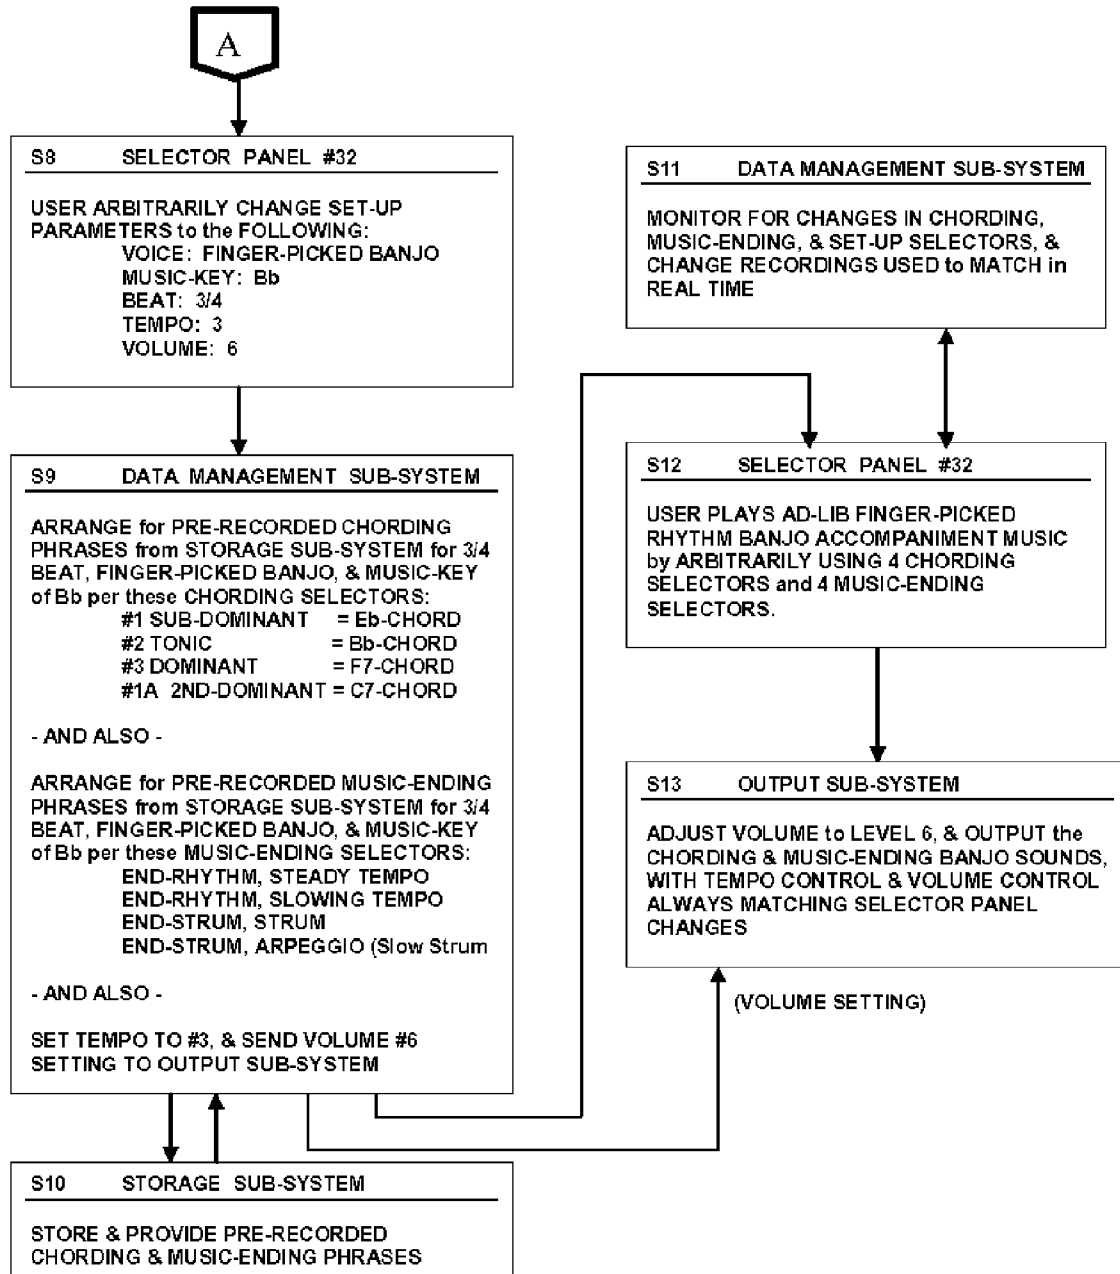 A
S8 SELECTOR PANEL #32
USER ARBITRARILY CHANGE SET-UP
PARAMETERS to the FOLLOWING:
VOICE: FINGER-PICKED BANJO
MUSIC-KEY: Bb
BEAT: 3/4
TEMPO: 3
VOLUME: 6
S9 DATA MANAGEMENT SUB-SYSTEM
ARRANGE for PRE-RECORDED CHORDING
PHRASES from STORAGE SUB-SYSTEM for 3/4
BEAT, FINGER-PICKED BANJO, & MUSIC-KEY
of Bb per these CHORDING SELECTORS:
#1 SUB-DOMINANT = Eb-CHORD
#2 TONIC = Bb-CHORD
#3 DOMINANT = F7-CHORD
#1A 2ND-DOMINANT = C7-CHORD
- AND ALSO -
ARRANGE for PRE-RECORDED MUSIC-ENDING
PHRASES from STORAGE SUB-SYSTEM for 3/4
BEAT, FINGER-PICKED BANJO, & MUSIC-KEY
of Bb per these MUSIC-ENDING SELECTORS:
END-RHYTHM, STEADY TEMPO
END-RHYTHM, SLOWING TEMPO
END-STRUM, STRUM
END-STRUM, ARPEGGIO (Slow Strum
- AND ALSO -
SET TEMPO TO #3, & SEND VOLUME #6
SETTING TO OUTPUT SUB-SYSTEM
S10 STORAGE SUB-SYSTEM
STORE & PROVIDE PRE-RECORDED
CHORDING & MUSIC-ENDING PHRASES
S11 DATA MANAGEMENT SUB-SYSTEM
MONITOR FOR CHANGES IN CHORDING,
MUSIC-ENDING, & SET-UP SELECTORS, &
CHANGE RECORDINGS USED to MATCH in
REAL TIME
S12 SELECTOR PANEL #32
USER PLAYS AD-LIB FINGER-PICKED
RHYTHM BANJO ACCOMPANIMENT MUSIC
by ARBITRARILY USING 4 CHORDING
SELECTORS and 4 MUSIC-ENDING
SELECTORS.
S13 OUTPUT SUB-SYSTEM
ADJUST VOLUME to LEVEL 6, & OUTPUT the
CHORDING & MUSIC-ENDING BANJO SOUNDS,
WITH TEMPO CONTROL & VOLUME CONTROL
ALWAYS MATCHING SELECTOR PANEL
CHANGES
(VOLUME SETTING)